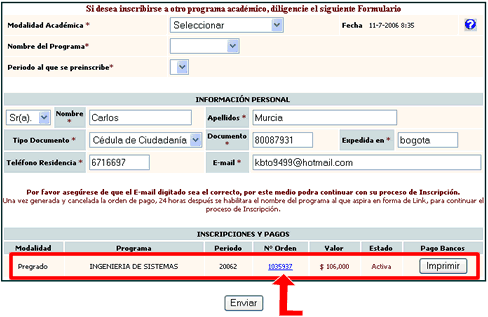 Si desea inscribirse a otro programa académico, diligencie el siguiente Formulario
Modalidad Académica * Seleccionar Fecha 11-7-2006 8:35 ?
Nombre del Programa*
Periodo al que se preinscribe*
INFORMACIÓN PERSONAL
Sr(a). Nombre * Carlos Apellidos * Murcia
Tipo Documento * Cédula de Ciudadanía Documento * 80087931 Expedida en * bogota
Teléfono Residencia * 6716697 E-mail * kbto9499@hotmail.com
Por favor asegúrese de que el E-mail digitado sea el correcto, por este medio podra continuar con su proceso de Inscripción.
Una vez generada y cancelada la orden de pago, 24 horas después se habilitara el nombre del programa al que aspira en forma de Link, para continuar el proceso de Inscripción.
INSCRIPCIONES Y PAGOS
Modalidad Programa Periodo Nº Orden Valor Estado Pago Bancos
Pregrado INGENIERIA DE SISTEMAS 20062 1035937 $ 106,000 Activa Imprimir
Enviar